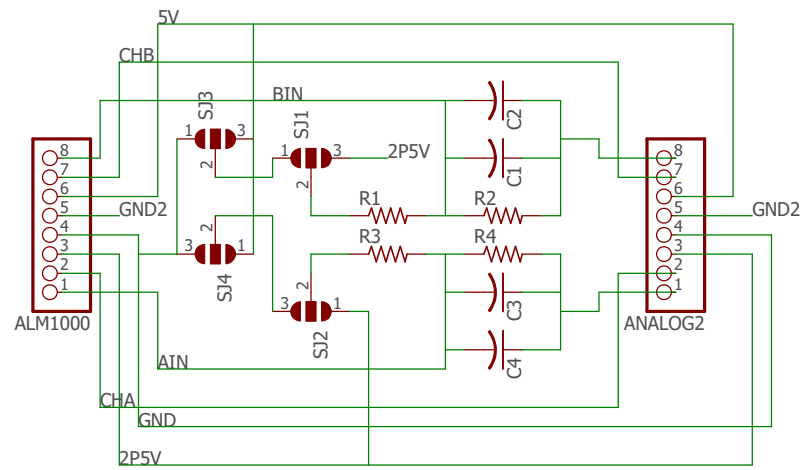 5V
CHB
BIN
SJ3
1
3
2
SJ1
1
3
2
2P5V
C2
C1
8
7
6
5
4
3
2
1
GND2
R1
R2
R3
R4
3
1
2
SJ4
3
1
2
SJ2
C3
C4
8
7
6
5
4
3
2
1
GND2
ALM1000
ANALOG2
AIN
CHA
GND
2P5V